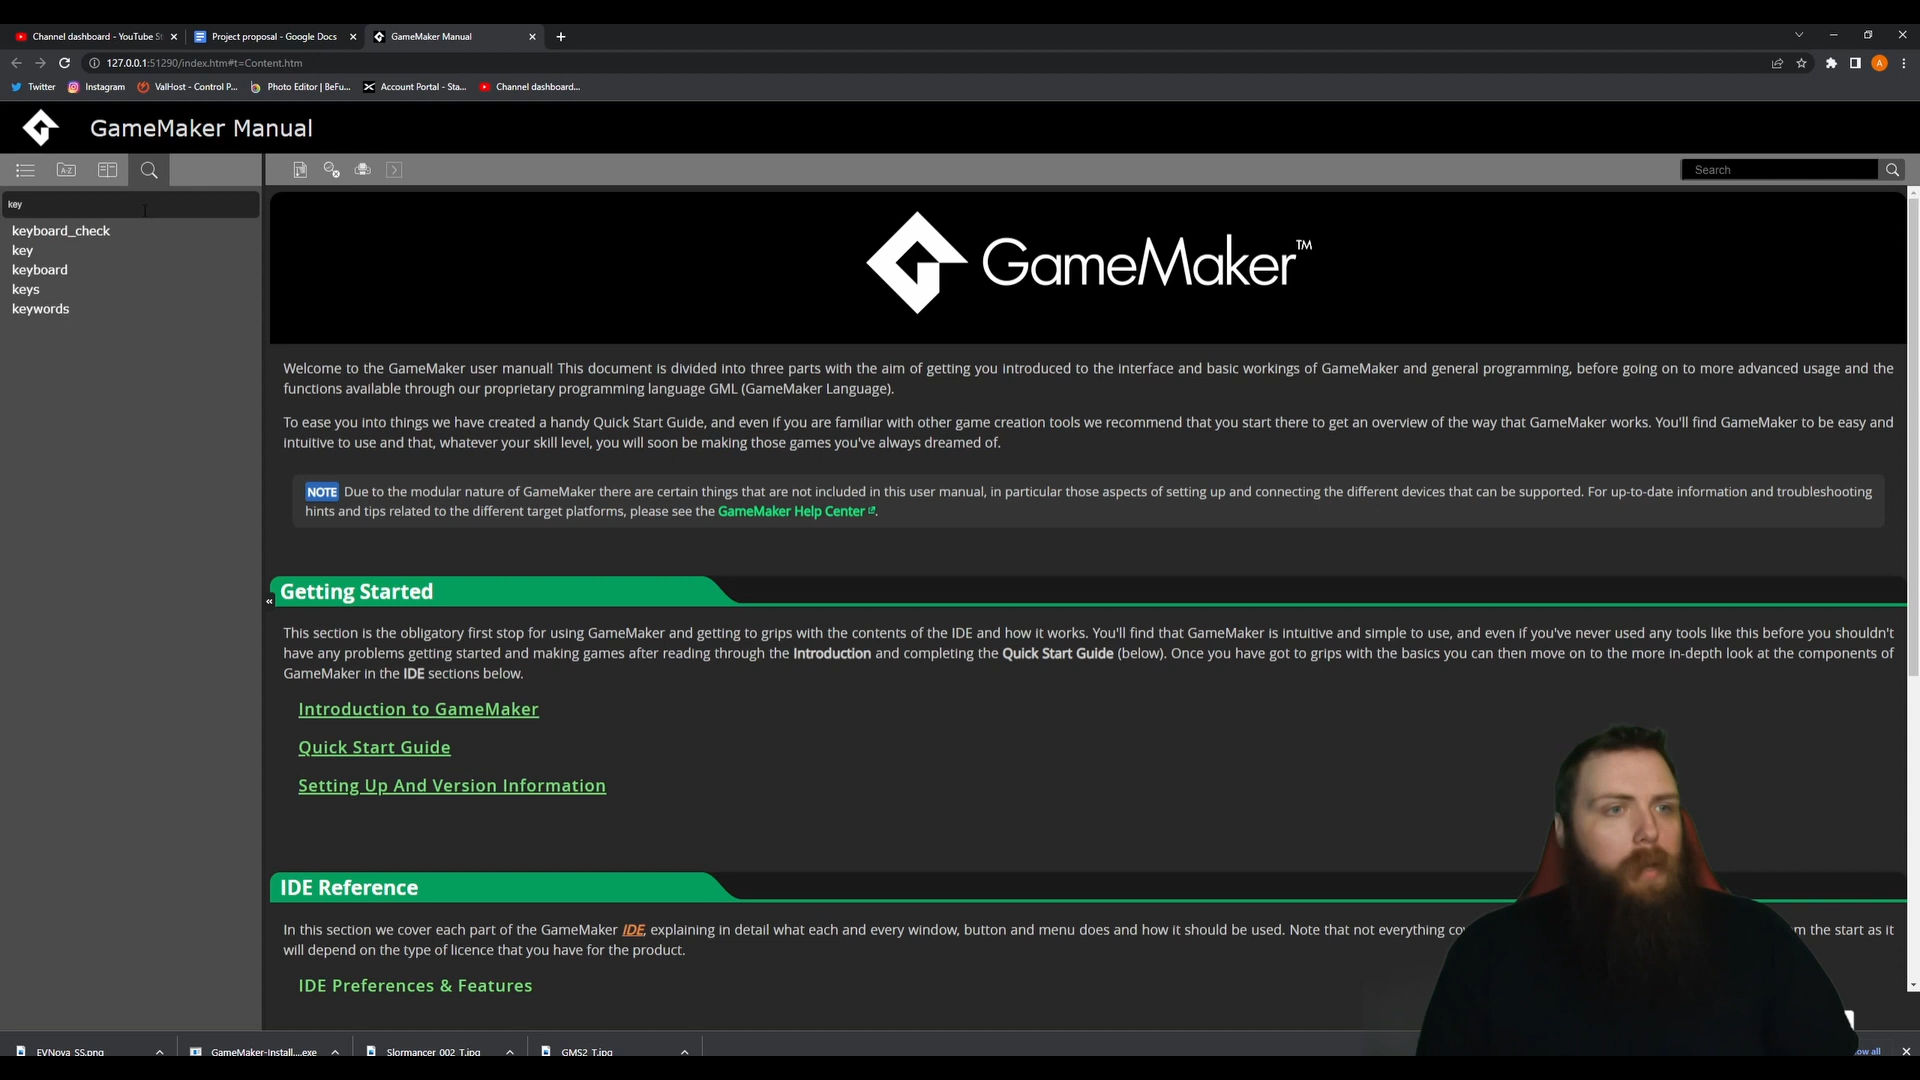 Channel dashboard - YouTube St
Project proposal - Google Docs
GameMaker Manual
127.0.0.1:51290/index.htm#t=Content.htm
A
Twitter
Instagram
ValHost - Control P...
Photo Editor | BeFu...
Account Portal - Sta...
Channel dashboard...
GameMaker Manual
A-Z
Search
key
keyboard_check
key
keyboard
keys
keywords
GameMaker™
Welcome to the GameMaker user manual! This document is divided into three parts with the aim of getting you introduced to the interface and basic workings of GameMaker and general programming, before going on to more advanced usage and the
functions available through our proprietary programming language GML (GameMaker Language).
To ease you into things we have created a handy Quick Start Guide, and even if you are familiar with other game creation tools we recommend that you start there to get an overview of the way that GameMaker works. You'll find GameMaker to be easy and
intuitive to use and that, whatever your skill level, you will soon be making those games you've always dreamed of.
NOTE Due to the modular nature of GameMaker there are certain things that are not included in this user manual, in particular those aspects of setting up and connecting the different devices that can be supported. For up-to-date information and troubleshooting
hints and tips related to the different target platforms, please see the GameMaker Help Center.
Getting Started
«
This section is the obligatory first stop for using GameMaker and getting to grips with the contents of the IDE and how it works. You'll find that GameMaker is intuitive and simple to use, and even if you've never used any tools like this before you shouldn't
have any problems getting started and making games after reading through the Introduction and completing the Quick Start Guide (below). Once you have got to grips with the basics you can then move on to the more in-depth look at the components of
GameMaker in the IDE sections below.
Introduction to GameMaker
Quick Start Guide
Setting Up And Version Information
IDE Reference
In this section we cover each part of the GameMaker IDE, explaining in detail what each and every window, button and menu does and how it should be used. Note that not everything co m the start as it
will depend on the type of licence that you have for the product.
IDE Preferences & Features
EVNova_SS.png
GameMaker-Install....exe
Slormancer_002_T.jpg
GMS2_T.jpg
ow all